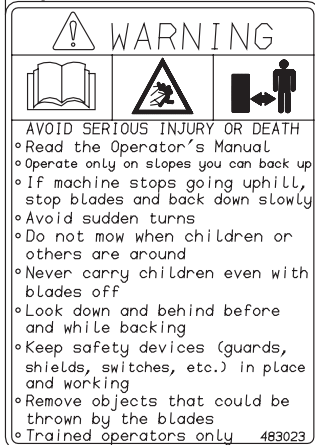 WARNING
AVOID SERIOUS INJURY OR DEATH
° Read the Operator's Manual
° Operate only on slopes you can back up
° If machine stops going uphill,
stop blades and back down slowly
° Avoid sudden turns
° Do not mow when children or
others are around
° Never carry children even with
blades off
° Look down and behind before
and while backing
° Keep safety devices (guards,
shields, switches, etc.) in place
and working
° Remove objects that could be
thrown by the blades
° Trained operators only 483023